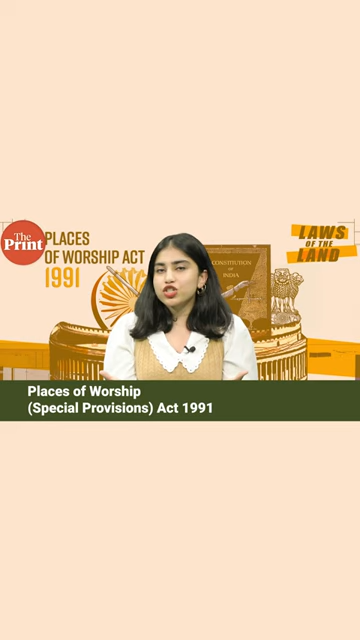 The
Print
PLACES
OF WORSHIP ACT
1991
LAWS
OF THE
LAND
CONSTITUTION
of
INDIA
Places of Worship
(Special Provisions) Act 1991